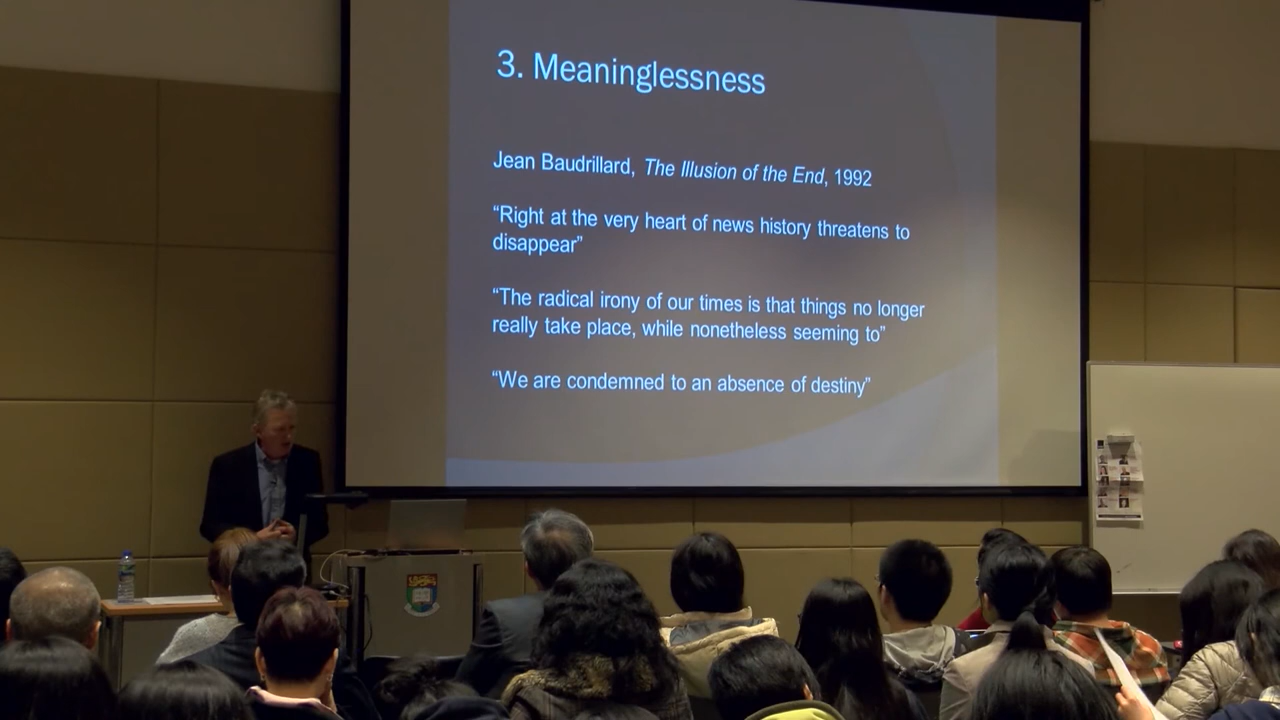 3. Meaninglessness
Jean Baudrillard, The Illusion of the End, 1992
“Right at the very heart of news history threatens to
disappear”
“The radical irony of our times is that things no longer
really take place, while nonetheless seeming to”
“We are condemned to an absence of destiny”